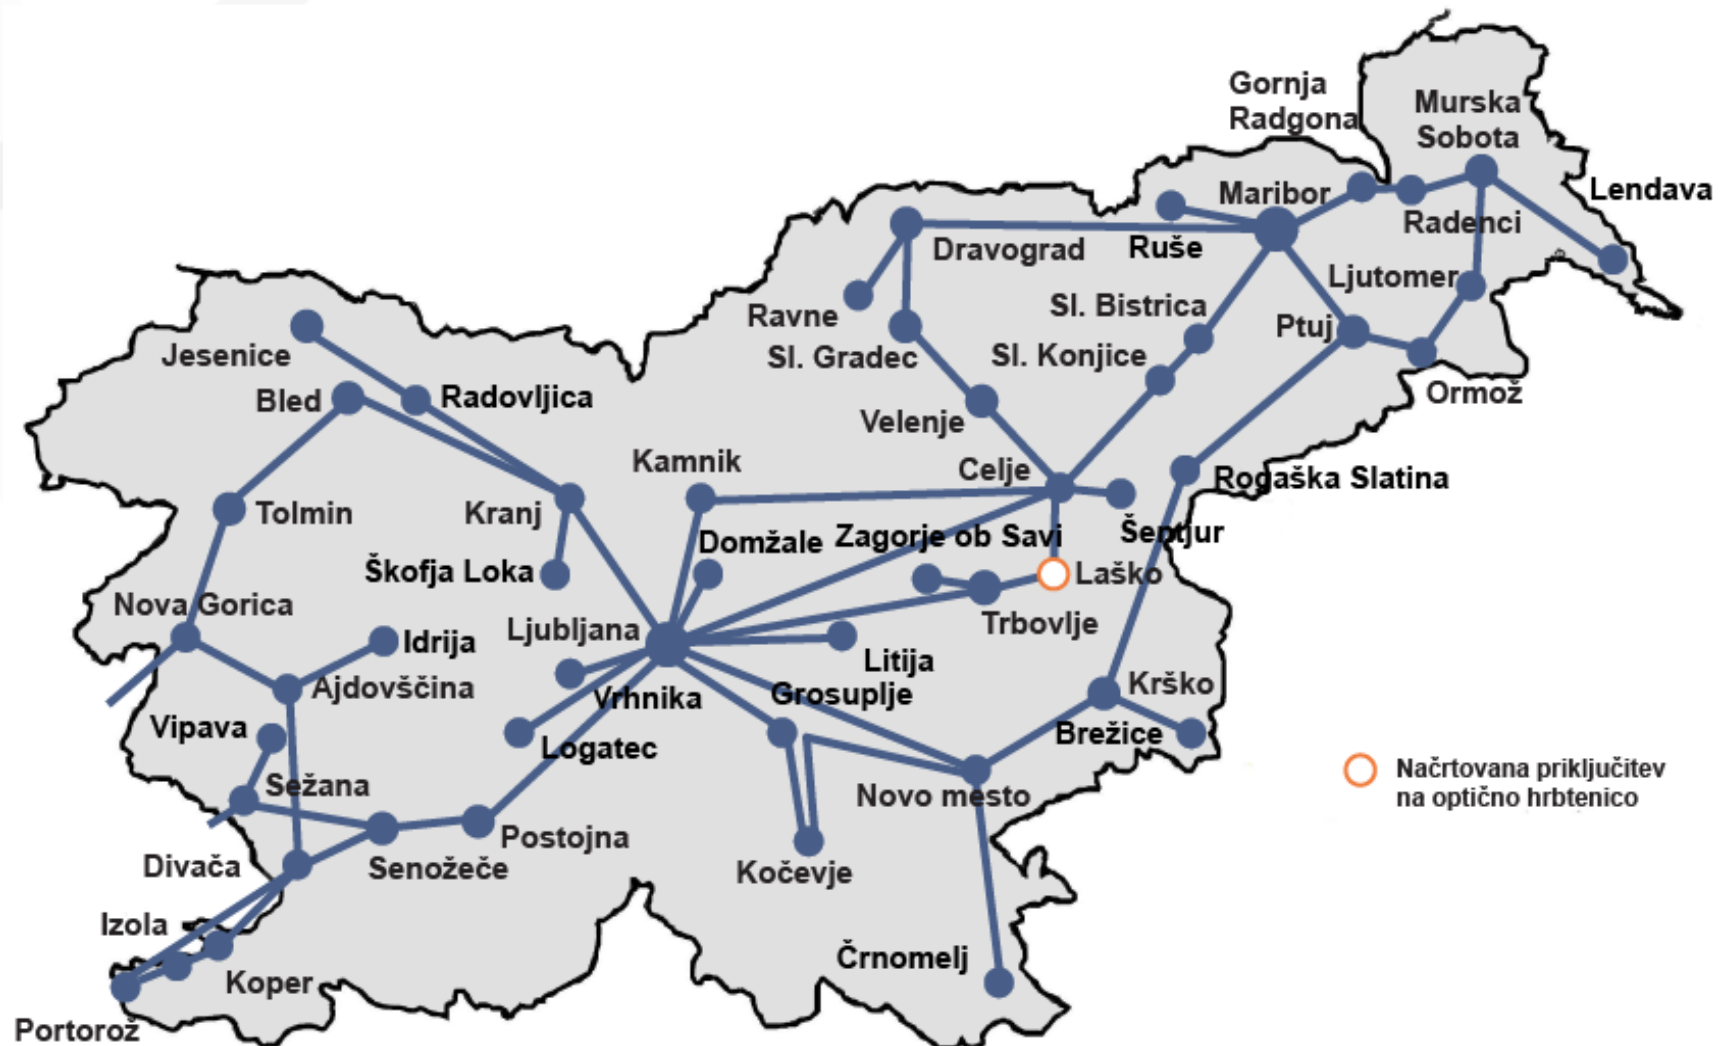 Gornja
Radgona
Murska
Sobota
Lendava
Maribor
Radenci
Dravograd
Ruše
Ljutomer
Sl. Bistrica
Ravne
Ptuj
Sl. Gradec
Sl. Konjice
Jesenice
Bled
Radovljica
Ormož
Velenje
Kamnik
Celje
Rogaška Slatina
Tolmin
Kranj
Domžale
Zagorje ob Savi
Šentjur
Škofja Loka
Laško
Nova Gorica
Ljubljana
Trbovlje
Idrija
Litija
Ajdovščina
Vrhnika
Grosuplje
Krško
Vipava
Logatec
Brežice
Sežana
Novo mesto
Načrtovana priključitev
na optično hrbtenico
Postojna
Divača
Senožeče
Kočevje
Izola
Črnomelj
Koper
Portorož